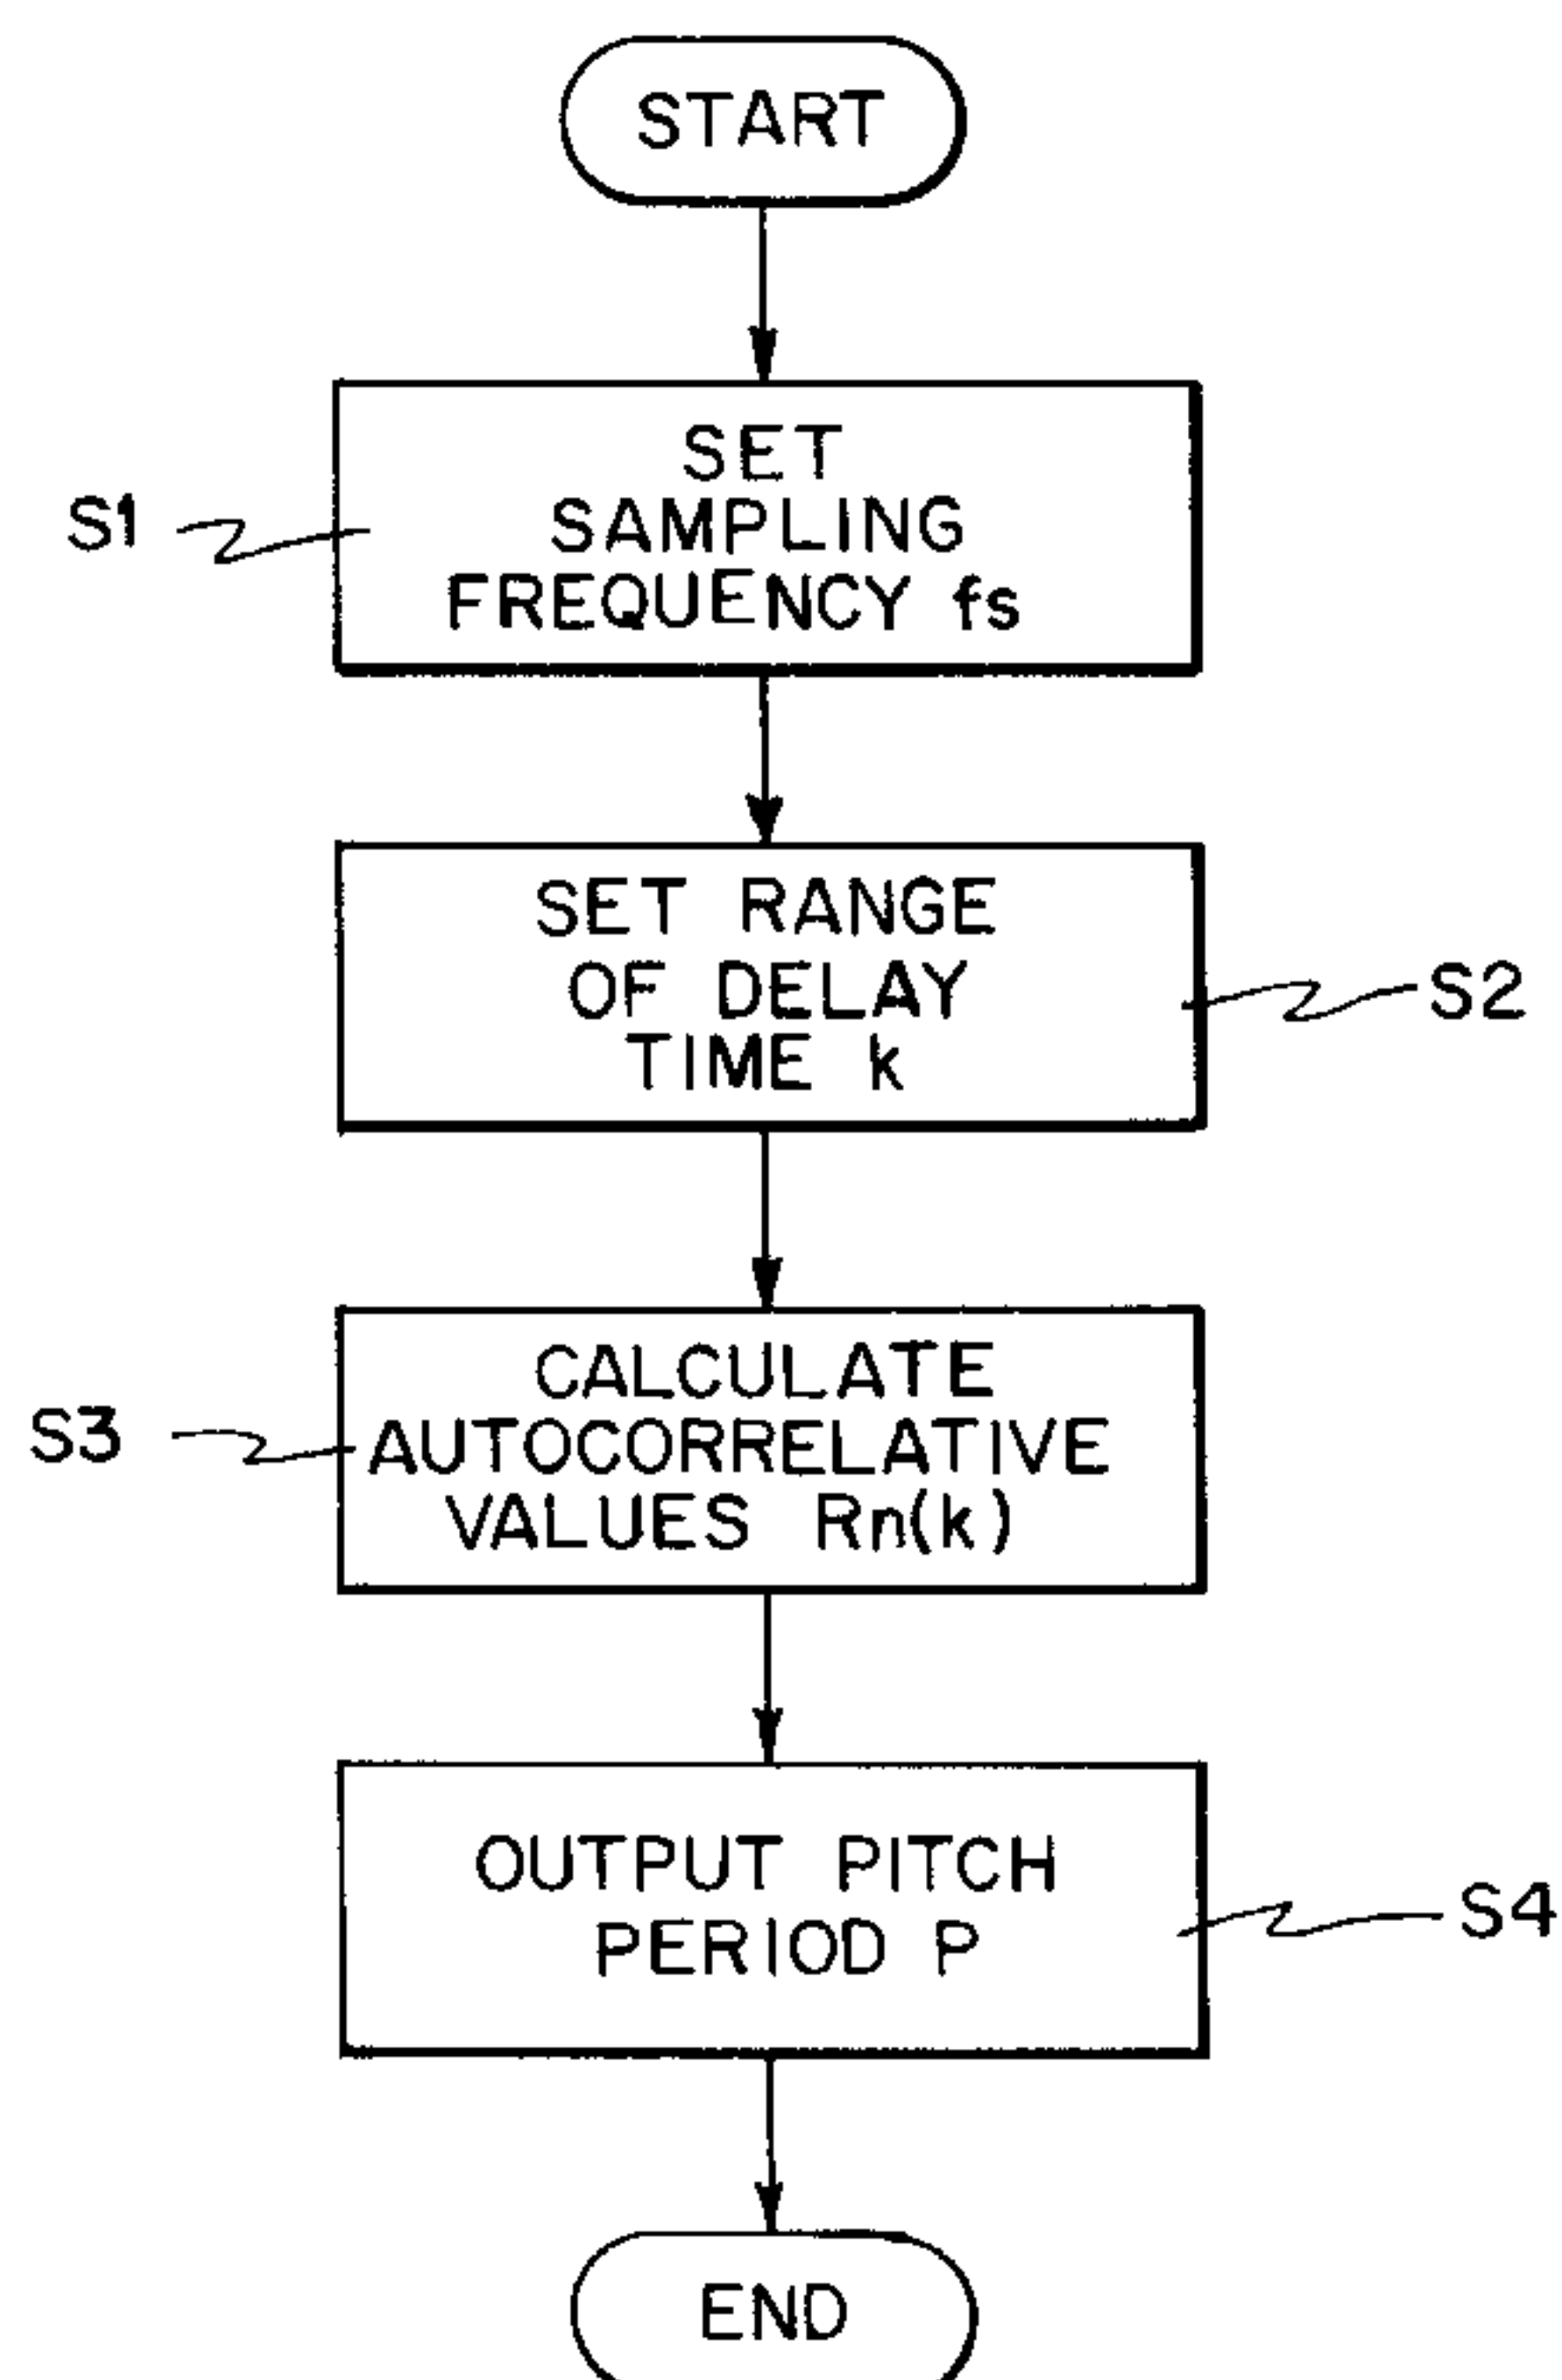 START
SET
SAMPLING
S1
FREQUENCY fs
SET RANGE
OF DELAY
S2
TIME k
CALCULATE
S3
AUTOCORRELATIVE
VALUES Rn(k)
OUTPUT PITCH
S4
PERIOD P
END